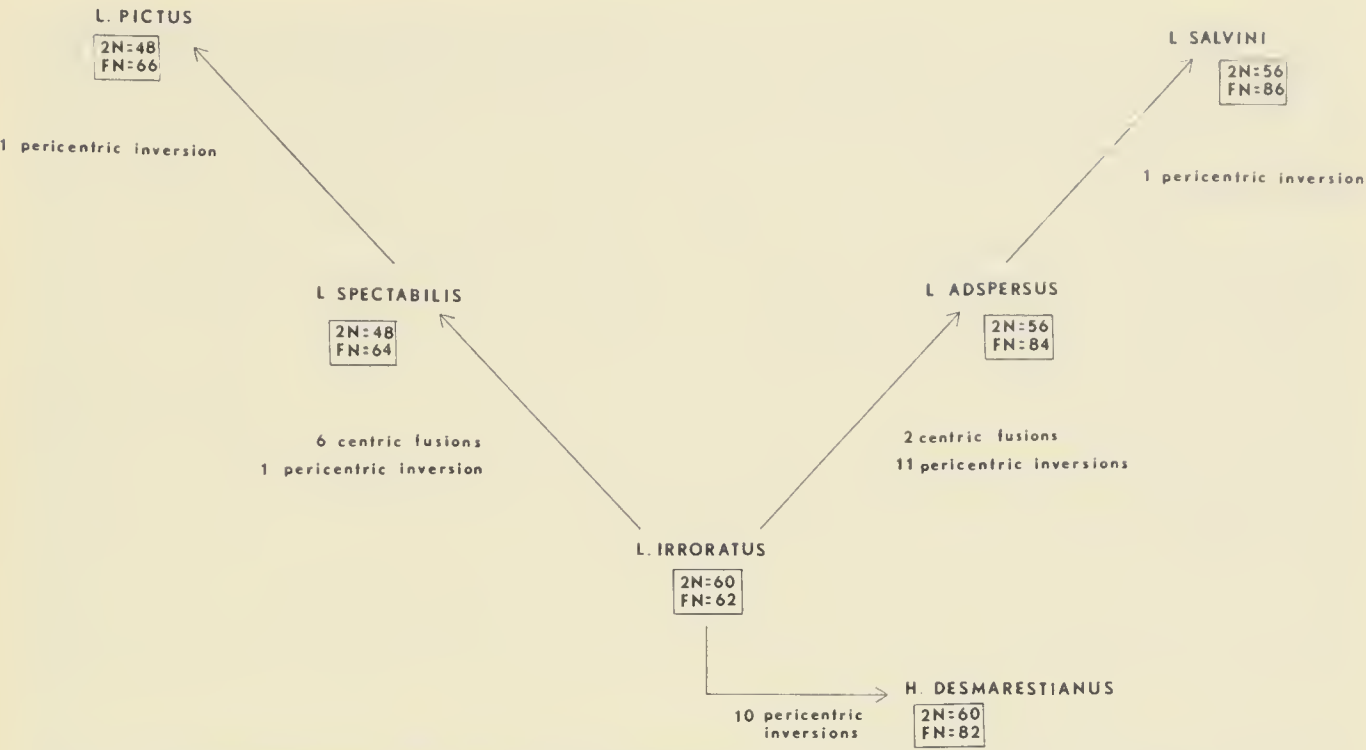 L. PICTUS
2N=48
FN=66
L SALVINI
2N=56
FN=86
1 pericentric inversion
1 pericentric inversion
L SPECTABILIS
2N=48
FN=64
L ADSPERSUS
2N=56
FN=84
6 centric fusions
1 pericentric inversion
2 centric fusions
11 pericentric inversions
L. IRRORATUS
2N=60
FN=62
H. DESMARESTIANUS
2N=60
FN=82
10 pericentric
inversions